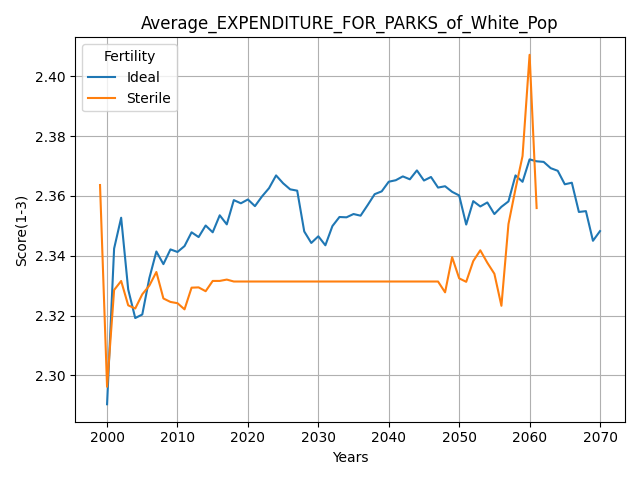 Average_EXPENDITURE_FOR_PARKS_of_White_Pop
Fertility
Ideal
Sterile
2.40
2.38
2.36
2.34
2.32
2.30
Score(1-3)
2000 2010 2020 2030 2040 2050 2060 2070
Years